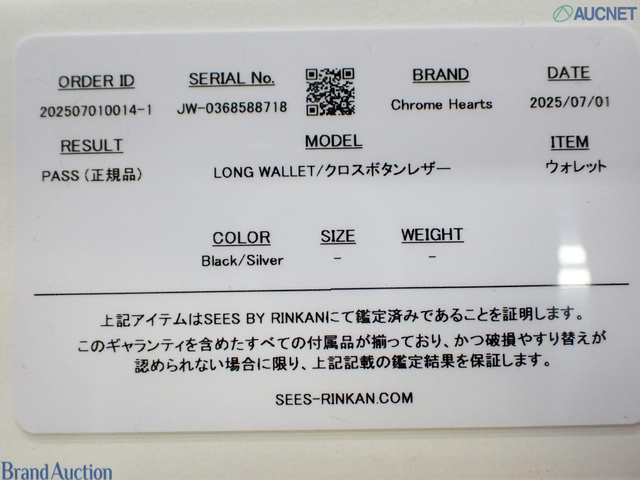 AUCNET
ORDER ID
SERIAL No.
BRAND
DATE
202507010014-1
JW-0368588718
Chrome Hearts
2025/07/01
RESULT
MODEL
ITEM
PASS (正規品)
LONG WALLET/クロスボタンレザー
ウォレット
COLOR
SIZE
WEIGHT
Black/Silver
-
-
上記アイテムはSEES BY RINKANにて鑑定済みであることを証明します。
このギャランティを含めたすべての付属品が揃っており、かつ破損やすり替えが
認められない場合に限り、上記記載の鑑定結果を保証します。
SEES-RINKAN.COM
Brand Auction